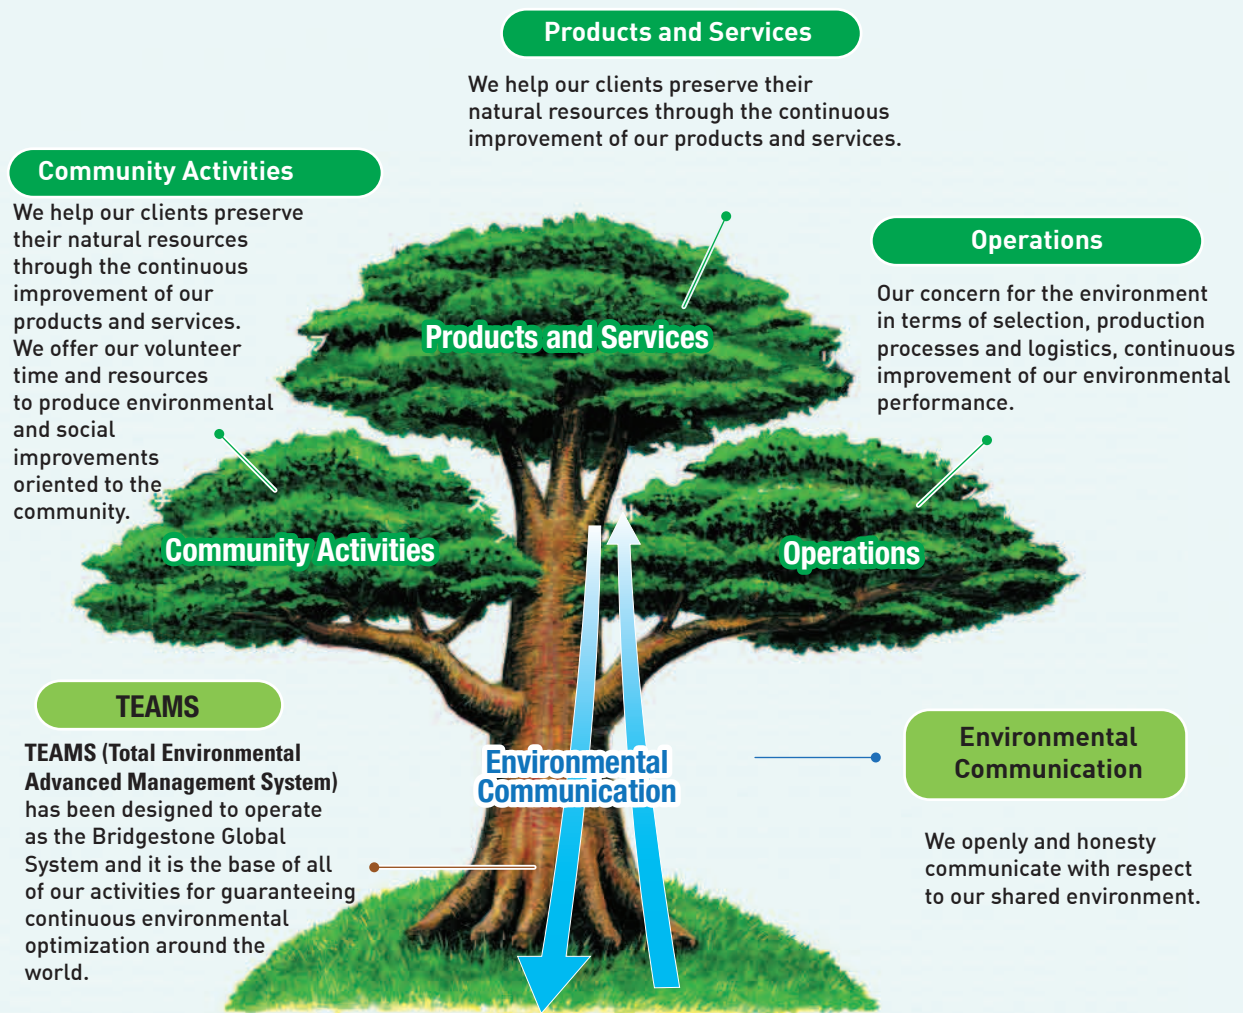 Products and Services
We help our clients preserve their
natural resources through the continuous
improvement of our products and services.
Community Activities
We help our clients preserve
their natural resources
through the continuous
improvement of our
products and services.
We offer our volunteer
time and resources
to produce environmental
and social
improvements
oriented to the
community.
Operations
Our concern for the environment
in terms of selection, production
processes and logistics, continuous
improvement of our environmental
performance.
Products and Services
Community Activities
Operations
TEAMS
TEAMS (Total Environmental
Advanced Management System)
has been designed to operate
as the Bridgestone Global
System and it is the base of all
of our activities for guaranteeing
continuous environmental
optimization around the
world.
Environmental
Communication
Environmental
Communication
We openly and honesty
communicate with respect
to our shared environment.